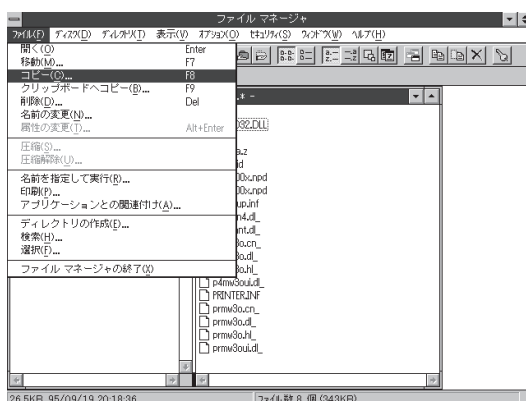 ファイル マネージャ
ファイル(F) ディスク(D) ディレクトリ(T) 表示(V) オプション(O) セキュリティ(S) ウィンドウ(W) ヘルプ(H)
開く(O) Enter
移動(M)... F7
コピー(C)... F8
クリップボードへコピー(B)... F9
削除(D)... Del
名前の変更(N)...
属性の変更(T)... Alt+Enter
圧縮(S)...
圧縮解除(U)...
名前を指定して実行(R)...
印刷(P)...
アプリケーションとの関連付け(A)...
ディレクトリの作成(E)...
検索(H)...
選択(F)...
ファイル マネージャの終了(X)
.* -
p4mw3oui.dl_
PRINTER.INF
prmw3o.cn_
prmw3o.dl_
prmw3o.hl_
prmw3oui.dl_
26.5KB, 95/09/19 20:18:36
ファイル数 8 個 (343KB)